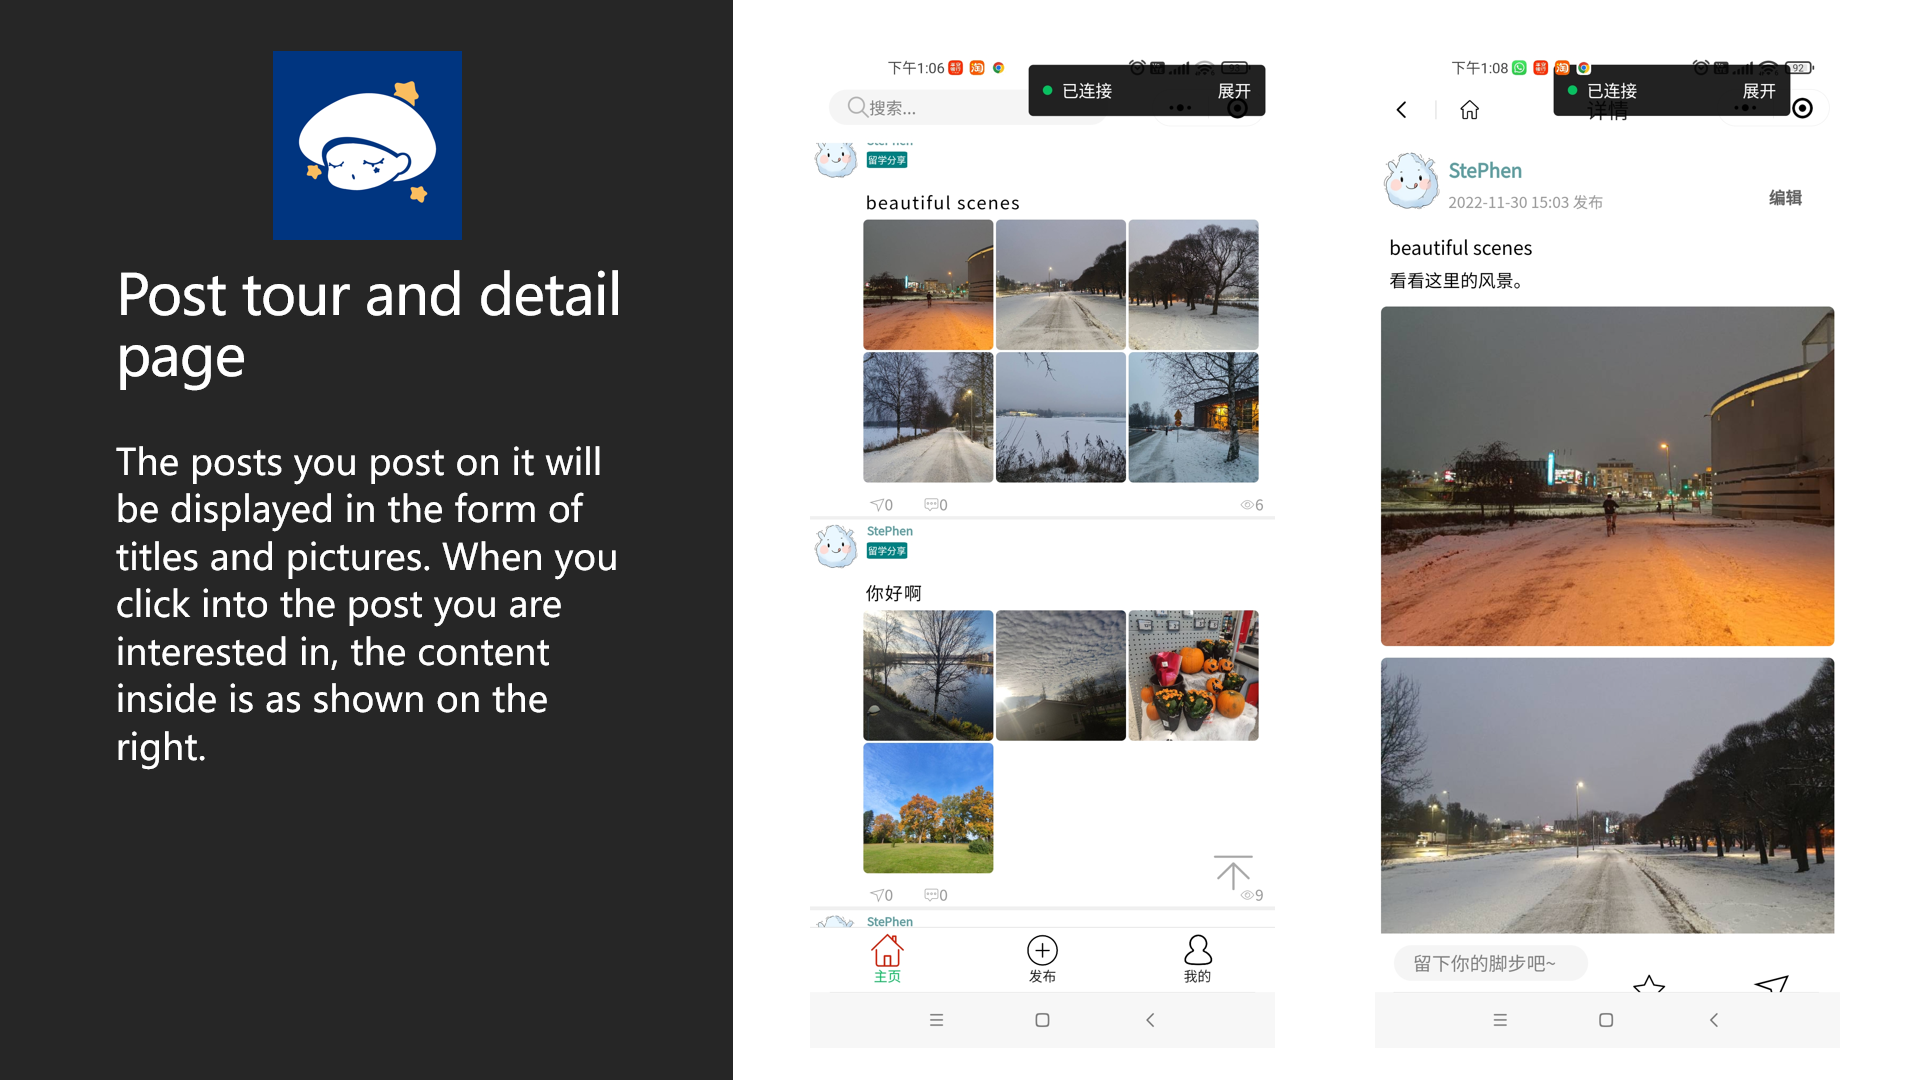 Post tour and detail
page
The posts you post on it will
be displayed in the form of
titles and pictures. When you
click into the post you are
interested in, the content
inside is as shown on the
right.
下午1:06
已连接 展开
搜索...
StePhen
留学分享
beautiful scenes
0 0 6
StePhen
留学分享
你好啊
0 0 9
StePhen
主页 发布 我的
下午1:08
92
已连接 展开
详情
StePhen
2022-11-30 15:03 发布
编辑
beautiful scenes
看看这里的风景。
留下你的脚步吧~